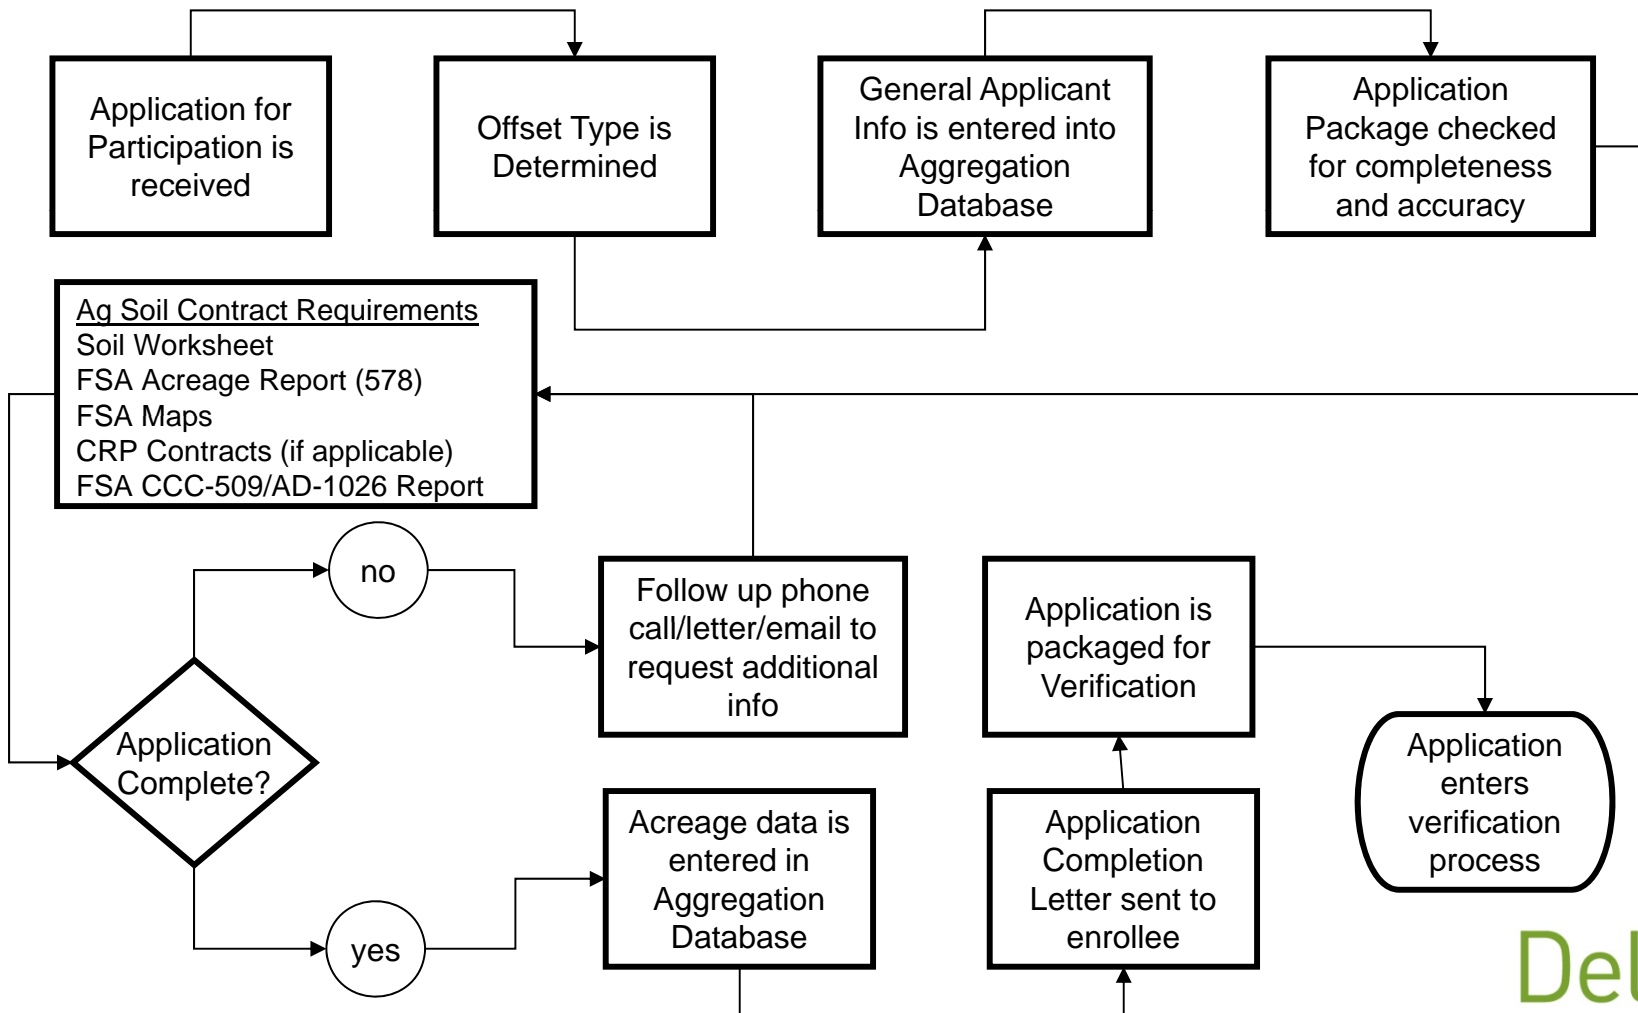 Application for
Participation is
received
Offset Type is
Determined
General Applicant
Info is entered into
Aggregation
Database
Application
Package checked
for completeness
and accuracy
Ag Soil Contract Requirements
Soil Worksheet
FSA Acreage Report (578)
FSA Maps
CRP Contracts (if applicable)
FSA CCC-509/AD-1026 Report
no
Follow up phone
call/letter/email to
request additional
info
Application is
packaged for
Verification
Application
Complete?
Application
enters
verification
process
yes
Acreage data is
entered in
Aggregation
Database
Application
Completion
Letter sent to
enrollee